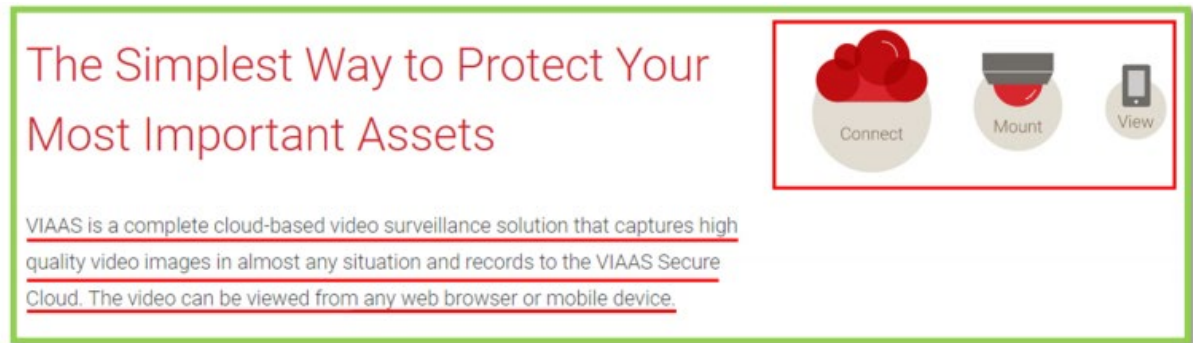 The Simplest Way to Protect Your
Most Important Assets
Connect
Mount
View
VIAAS is a complete cloud-based video surveillance solution that captures high
quality video images in almost any situation and records to the VIAAS Secure
Cloud. The video can be viewed from any web browser or mobile device.